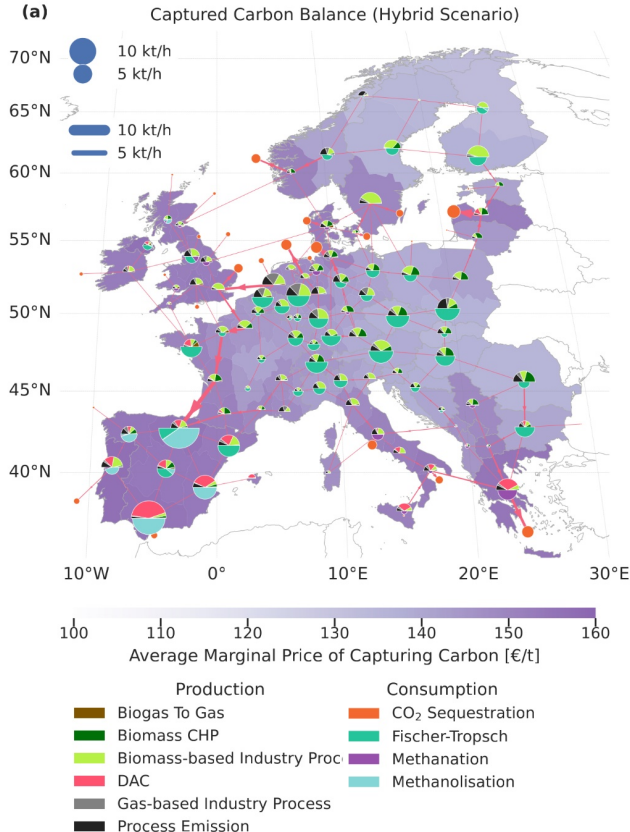 (a) Captured Carbon Balance (Hybrid Scenario)
70°N
10 kt/h
5 kt/h
65°N
10 kt/h
5 kt/h
60°N
55°N
50°N
45°N
40°N
10°W 0° 10°E 20°E 30°E
100 110 120 130 140 150 160
Average Marginal Price of Capturing Carbon [€/t]
Production
Biogas To Gas
Biomass CHP
Biomass-based Industry Proc
DAC
Gas-based Industry Process
Process Emission
Consumption
CO₂ Sequestration
Fischer-Tropsch
Methanation
Methanolisation